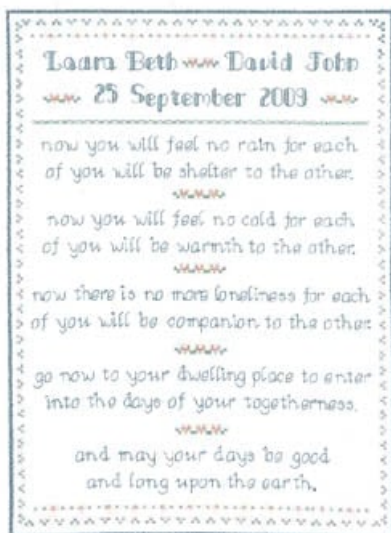 Laura Beth David John
25 September 2009
now you will feel no rain for each
of you will be shelter to the other.
now you will feel no cold for each
of you will be warmth to the other.
now there is no more loneliness for each
of you will be companion to the other.
go now to your dwelling place to enter
into the days of your togetherness.
and may your days be good
and long upon the earth.